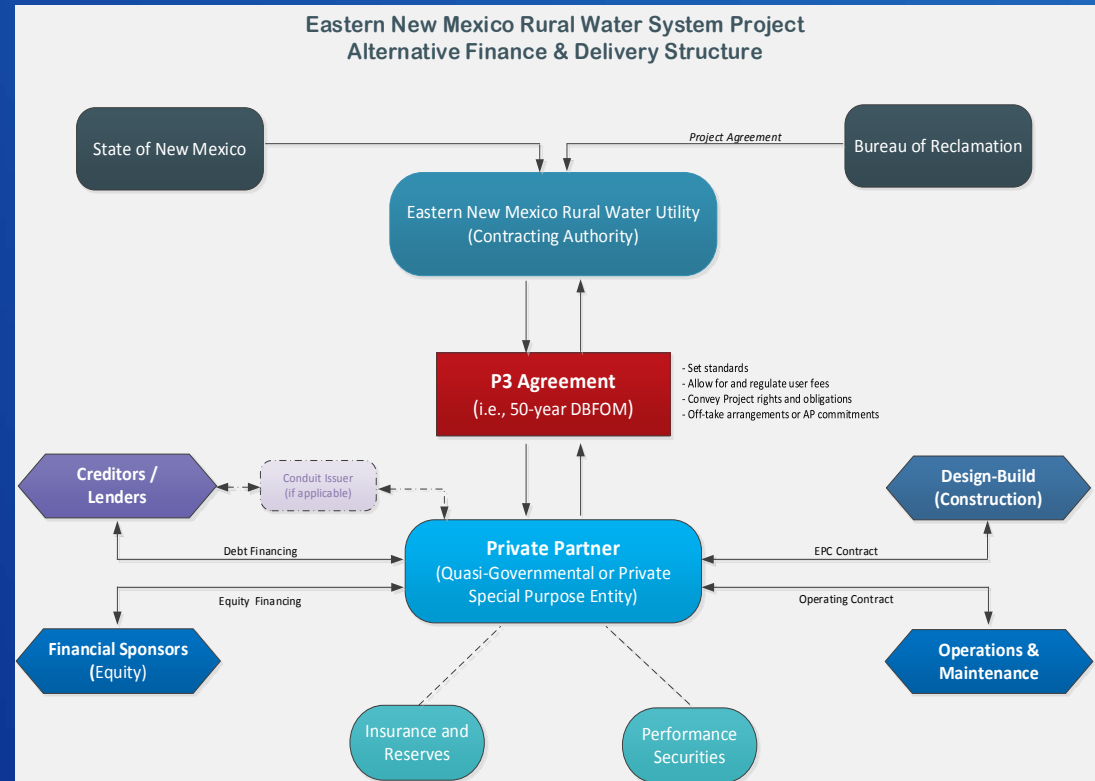 Eastern New Mexico Rural Water System Project
Alternative Finance & Delivery Structure
State of New Mexico
Project Agreement
Bureau of Reclamation
Eastern New Mexico Rural Water Utility
(Contracting Authority)
P3 Agreement
(i.e., 50-year DBFOM)
- Set standards
- Allow for and regulate user fees
- Convey Project rights and obligations
- Off-take arrangements or AP commitments
Creditors /
Lenders
Conduit Issuer
(if applicable)
Design-Build
(Construction)
Debt Financing
Private Partner
(Quasi-Governmental or Private
Special Purpose Entity)
EPC Contract
Equity Financing
Operating Contract
Financial Sponsors
(Equity)
Operations &
Maintenance
Insurance and
Reserves
Performance
Securities